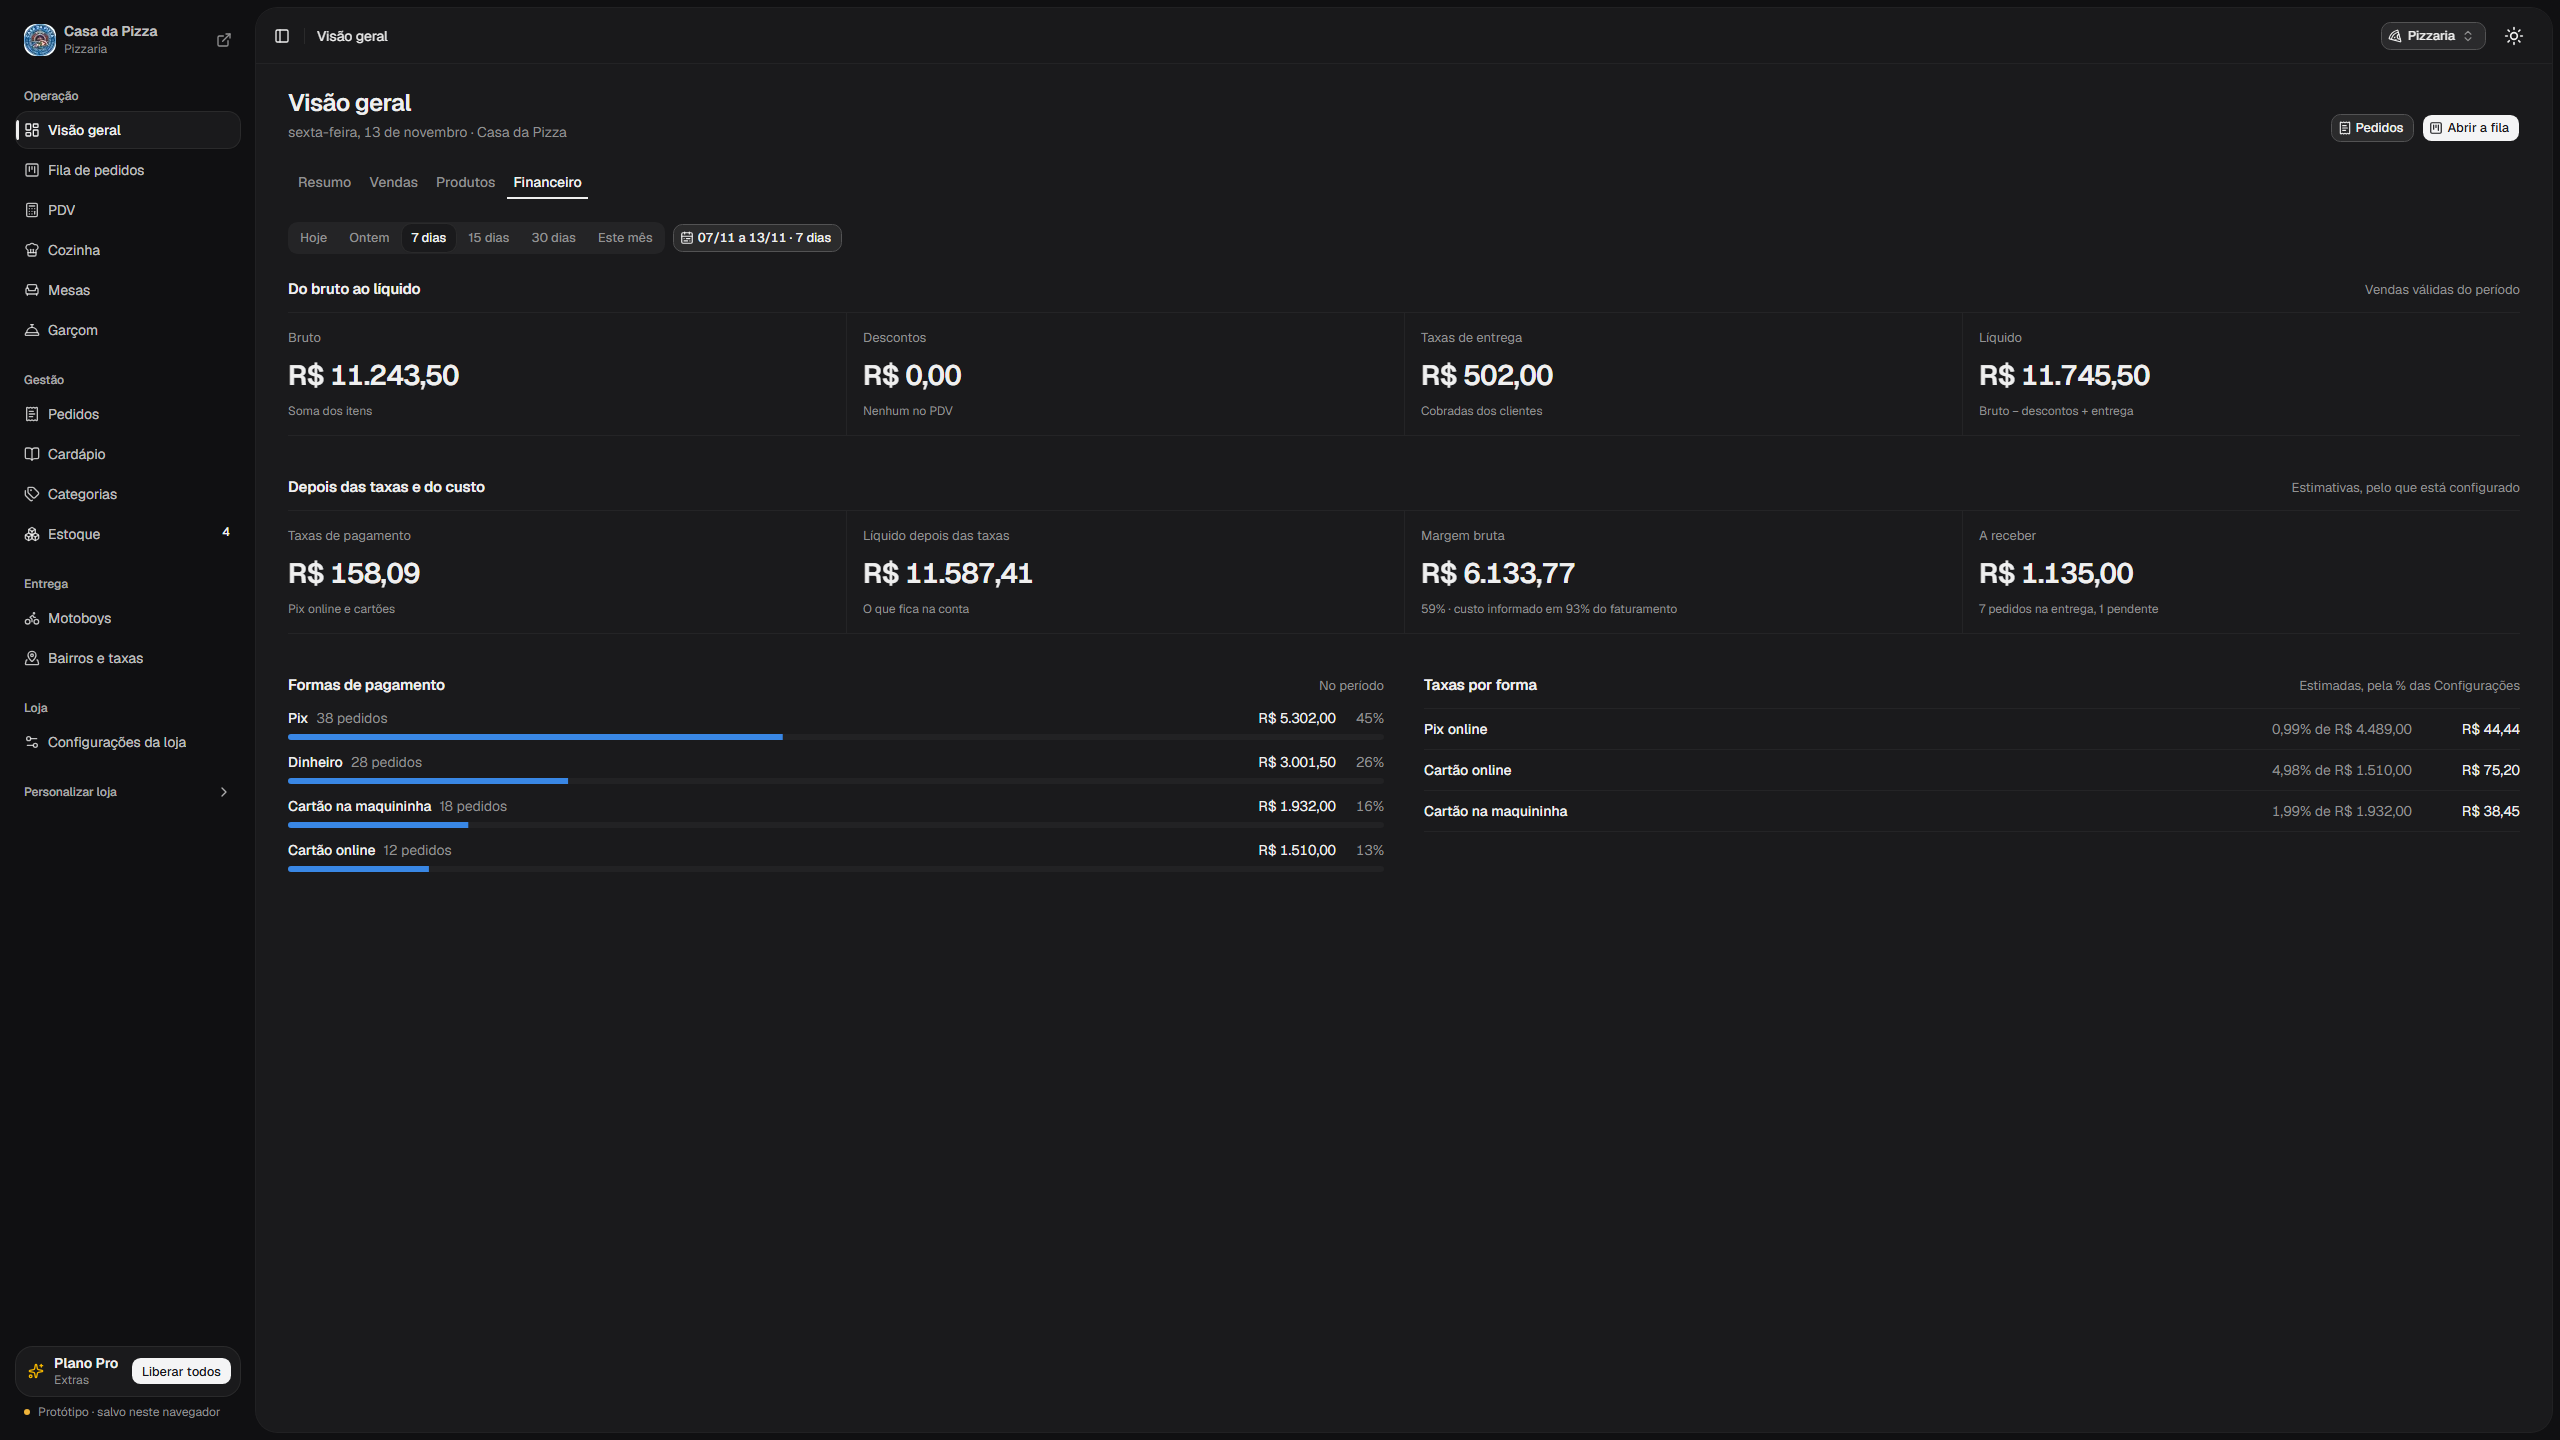 Casa da Pizza
Pizzaria
Operação
Visão geral
Fila de pedidos
PDV
Cozinha
Mesas
Garçom
Gestão
Pedidos
Cardápio
Categorias
Estoque 4
Entrega
Motoboys
Bairros e taxas
Loja
Configurações da loja
Personalizar loja
Plano Pro
Extras
Liberar todos
Protótipo · salvo neste navegador
Visão geral
Pizzaria
Visão geral
sexta-feira, 13 de novembro · Casa da Pizza
Pedidos
Abrir a fila
Resumo Vendas Produtos Financeiro
Hoje Ontem 7 dias 15 dias 30 dias Este mês 07/11 a 13/11 · 7 dias
Do bruto ao líquido
Vendas válidas do período
Bruto
R$ 11.243,50
Soma dos itens
Descontos
R$ 0,00
Nenhum no PDV
Taxas de entrega
R$ 502,00
Cobradas dos clientes
Líquido
R$ 11.745,50
Bruto – descontos + entrega
Depois das taxas e do custo
Estimativas, pelo que está configurado
Taxas de pagamento
R$ 158,09
Pix online e cartões
Líquido depois das taxas
R$ 11.587,41
O que fica na conta
Margem bruta
R$ 6.133,77
59% · custo informado em 93% do faturamento
A receber
R$ 1.135,00
7 pedidos na entrega, 1 pendente
Formas de pagamento
No período
Pix 38 pedidos R$ 5.302,00 45%
Dinheiro 28 pedidos R$ 3.001,50 26%
Cartão na maquininha 18 pedidos R$ 1.932,00 16%
Cartão online 12 pedidos R$ 1.510,00 13%
Taxas por forma
Estimadas, pela % das Configurações
Pix online 0,99% de R$ 4.489,00 R$ 44,44
Cartão online 4,98% de R$ 1.510,00 R$ 75,20
Cartão na maquininha 1,99% de R$ 1.932,00 R$ 38,45